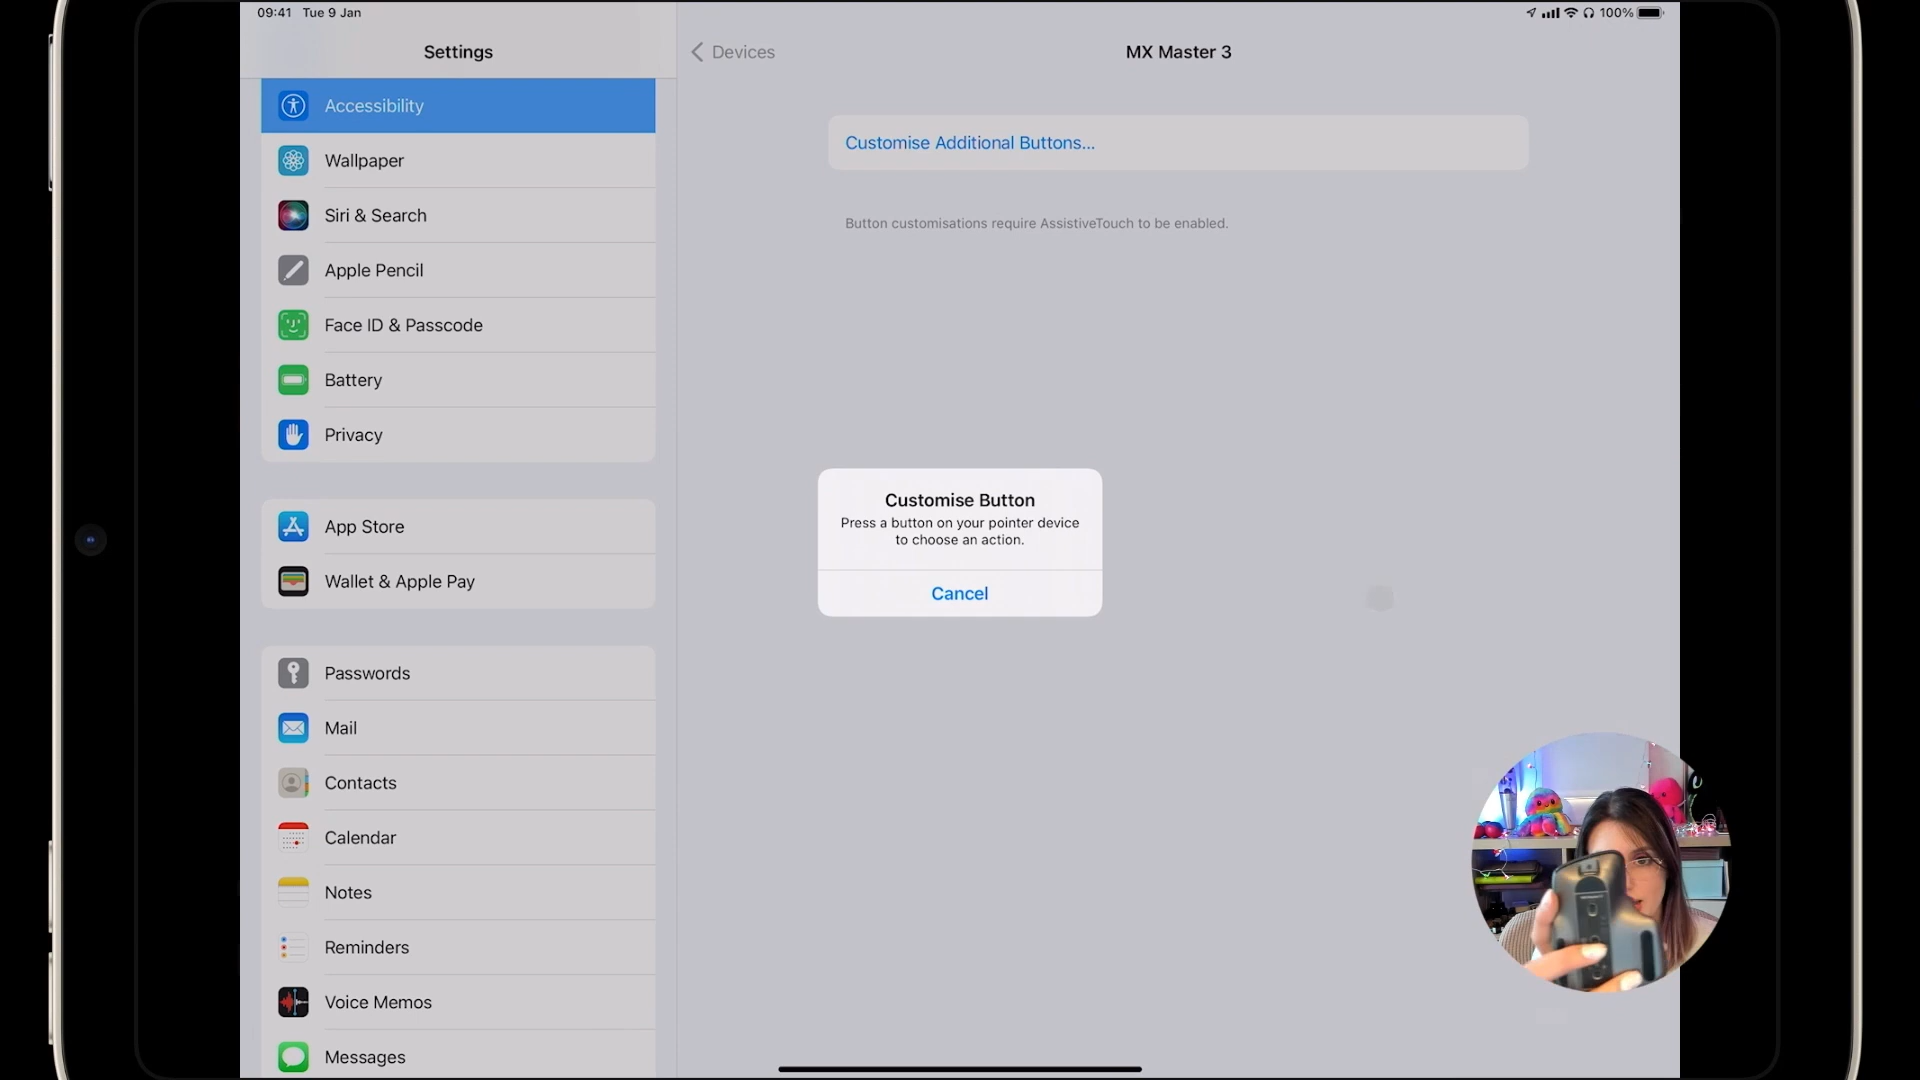 09:41 Tue 9 Jan
100%
Settings
Accessibility
Wallpaper
Siri & Search
Apple Pencil
Face ID & Passcode
Battery
Privacy
App Store
Wallet & Apple Pay
Passwords
Mail
Contacts
Calendar
Notes
Reminders
Voice Memos
Messages
Devices
MX Master 3
Customise Additional Buttons...
Button customisations require AssistiveTouch to be enabled.
Customise Button
Press a button on your pointer device
to choose an action.
Cancel